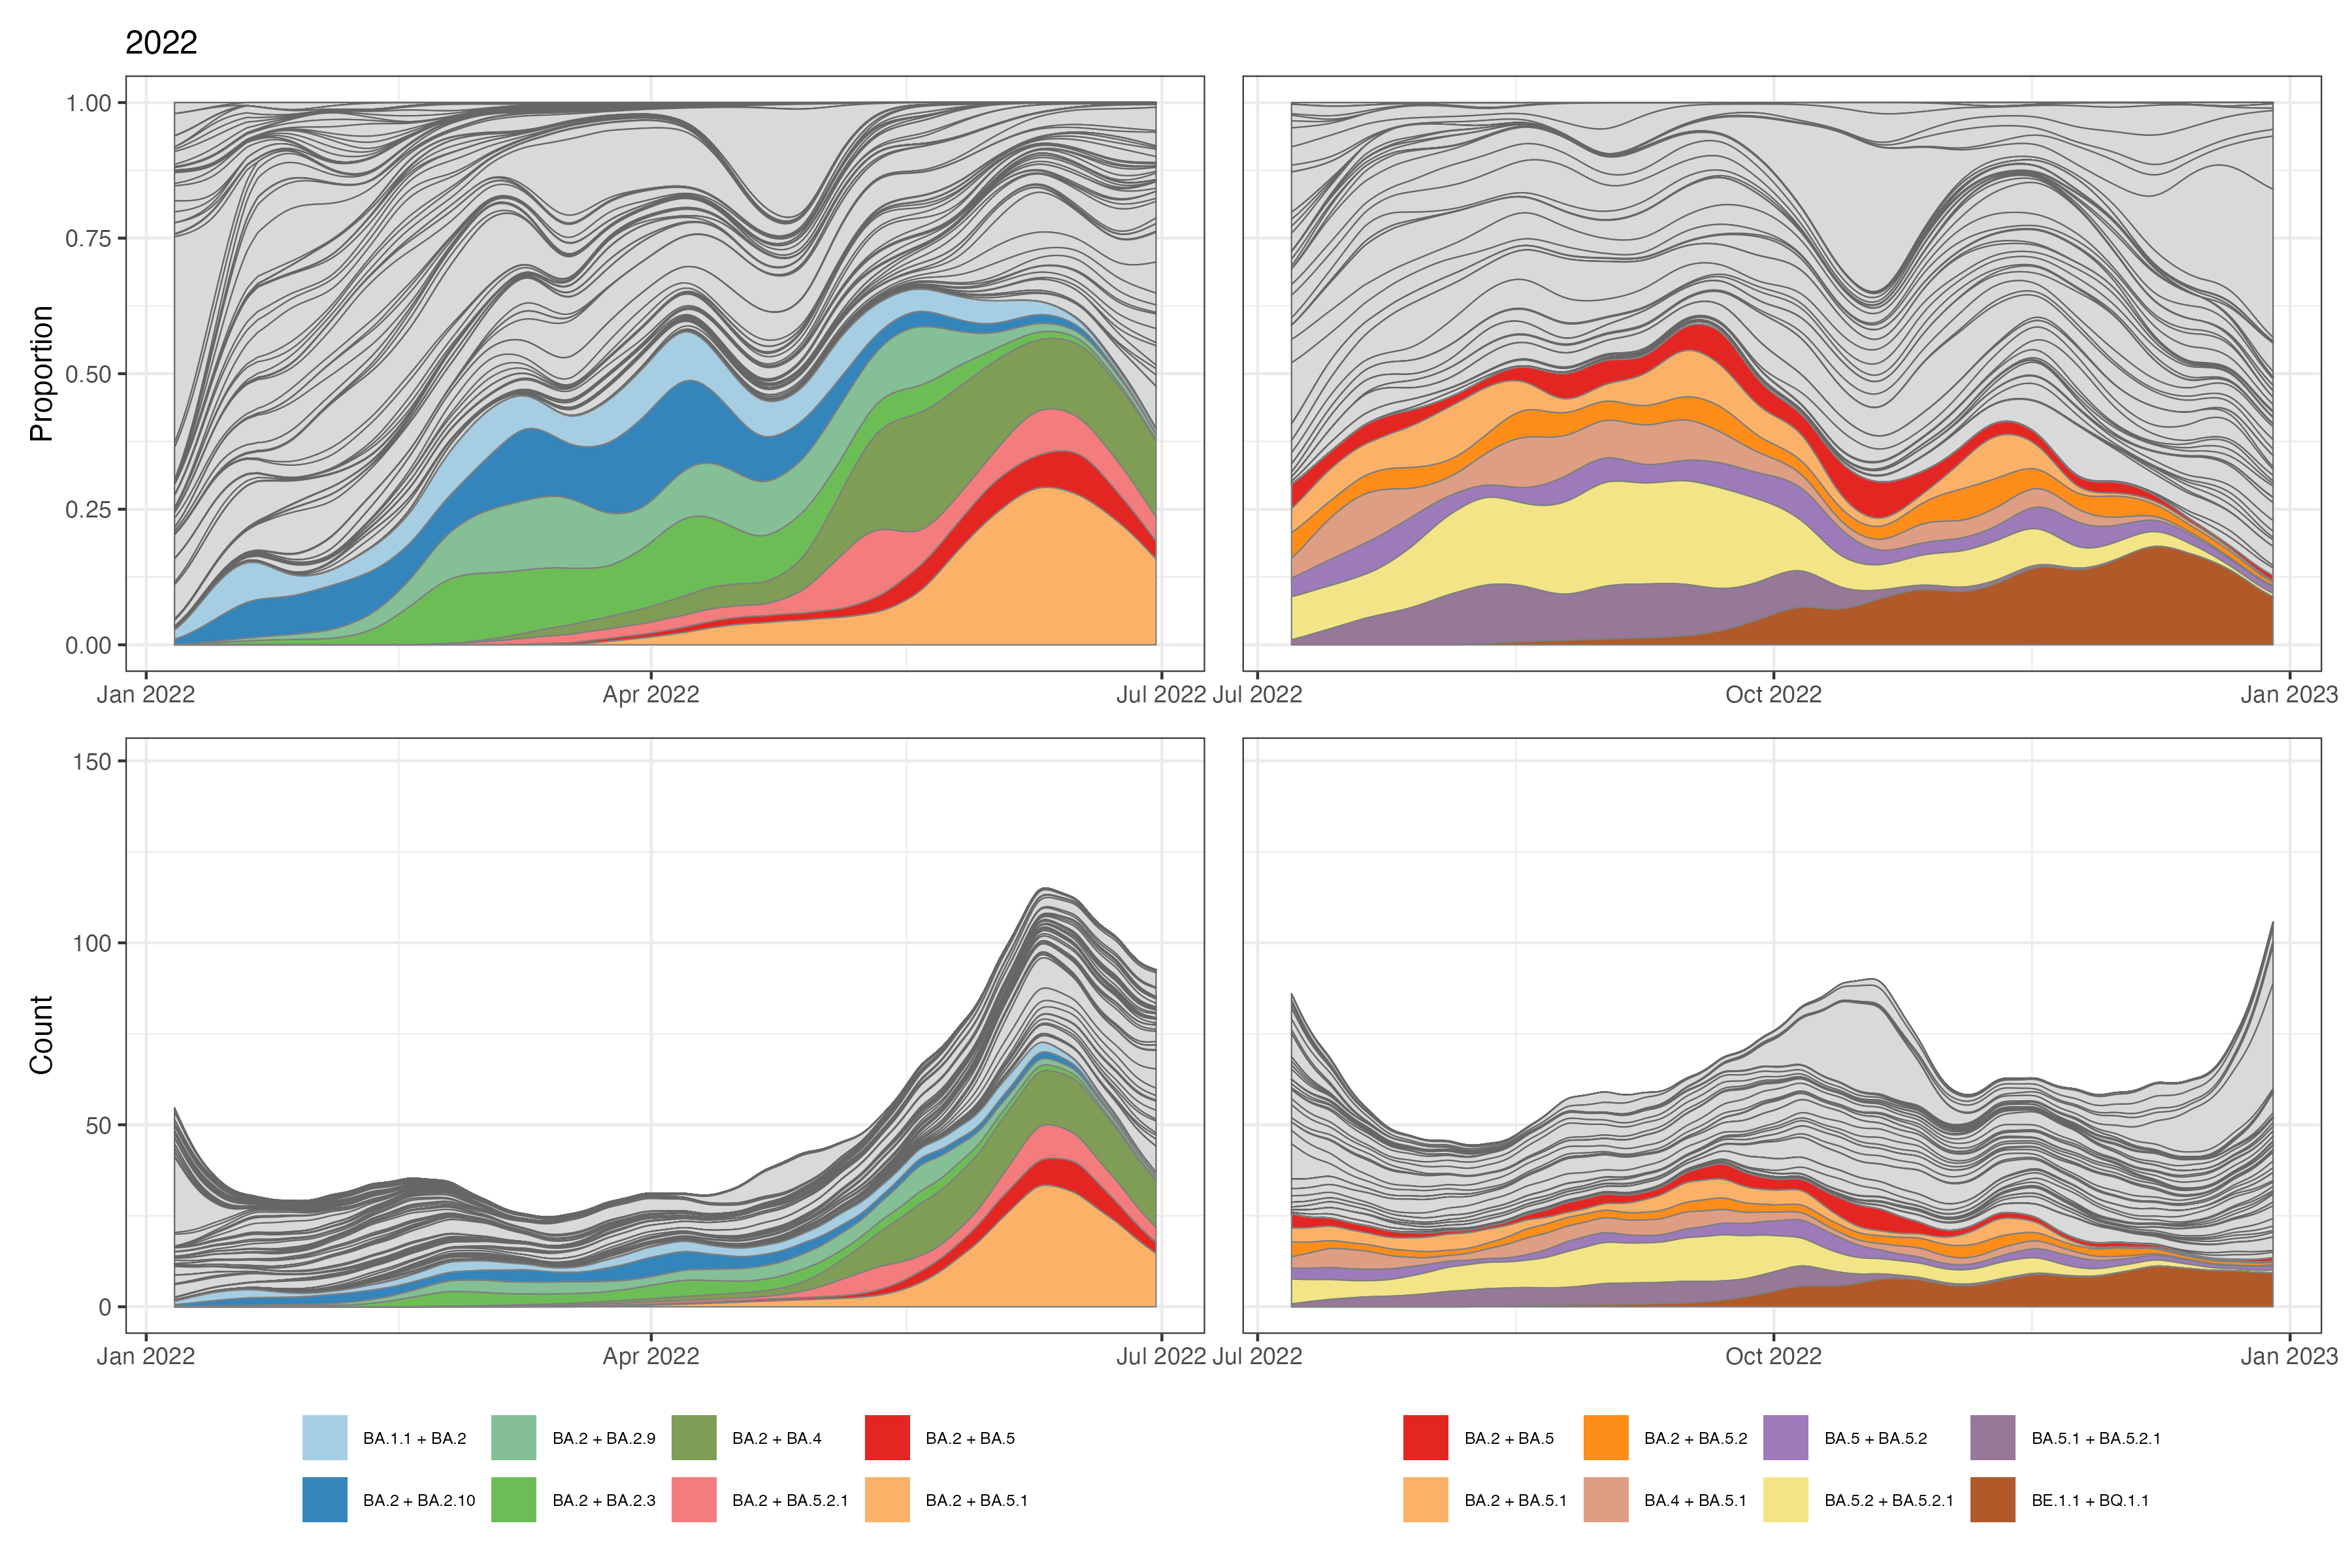 2022
Proportion
1.00
0.75
0.50
0.25
0.00
Jan 2022 Apr 2022 Jul 2022 Jul 2022 Oct 2022 Jan 2023
Count
150
100
50
0
Jan 2022 Apr 2022 Jul 2022 Jul 2022 Oct 2022 Jan 2023
BA.1.1 + BA.2 BA.2 + BA.2.9 BA.2 + BA.4 BA.2 + BA.5 BA.2 + BA.5 BA.2 + BA.5.2 BA.5 + BA.5.2 BA.5.1 + BA.5.2.1
BA.2 + BA.2.10 BA.2 + BA.2.3 BA.2 + BA.5.2.1 BA.2 + BA.5.1 BA.2 + BA.5.1 BA.4 + BA.5.1 BA.5.2 + BA.5.2.1 BE.1.1 + BQ.1.1